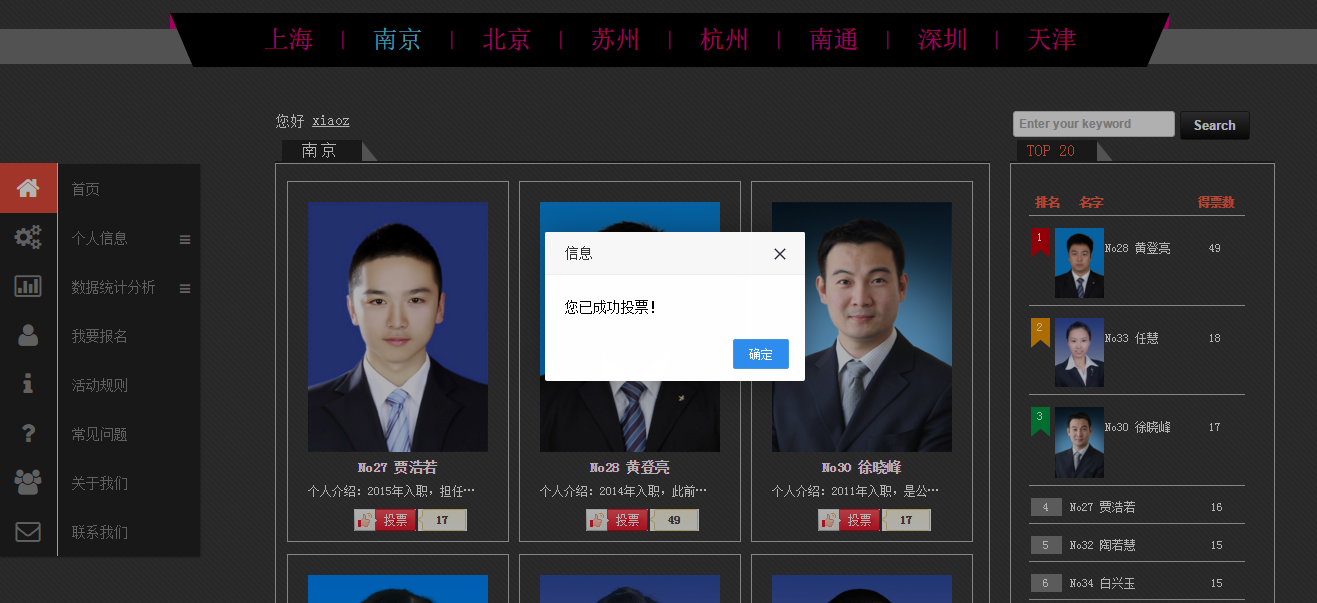 上海 | 南京 | 北京 | 苏州 | 杭州 | 南通 | 深圳 | 天津
您好 xiaoz
Enter your keyword Search
南京
TOP 20
首页
个人信息
数据统计分析
我要报名
活动规则
常见问题
关于我们
联系我们
信息
您已成功投票!
确定
No27 贾浩若
个人介绍: 2015年入职, 担任…
投票 17
No28 黄登亮
个人介绍: 2014年入职, 此前…
投票 49
No30 徐晓峰
个人介绍: 2011年入职, 是公…
投票 17
排名 名字 得票数
1 No28 黄登亮 49
2 No33 任慧 18
3 No30 徐晓峰 17
4 No27 贾浩若 16
5 No32 陶若慧 15
6 No34 白兴玉 15